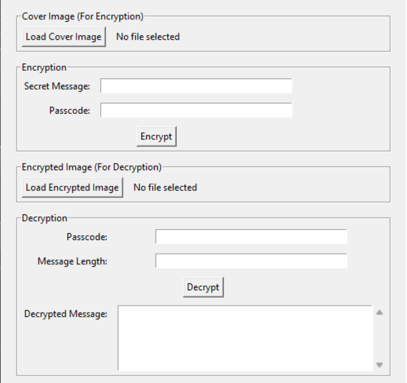 Cover Image (For Encryption)
Load Cover Image No file selected
Encryption
Secret Message:
Passcode:
Encrypt
Encrypted Image (For Decryption)
Load Encrypted Image No file selected
Decryption
Passcode:
Message Length:
Decrypt
Decrypted Message: